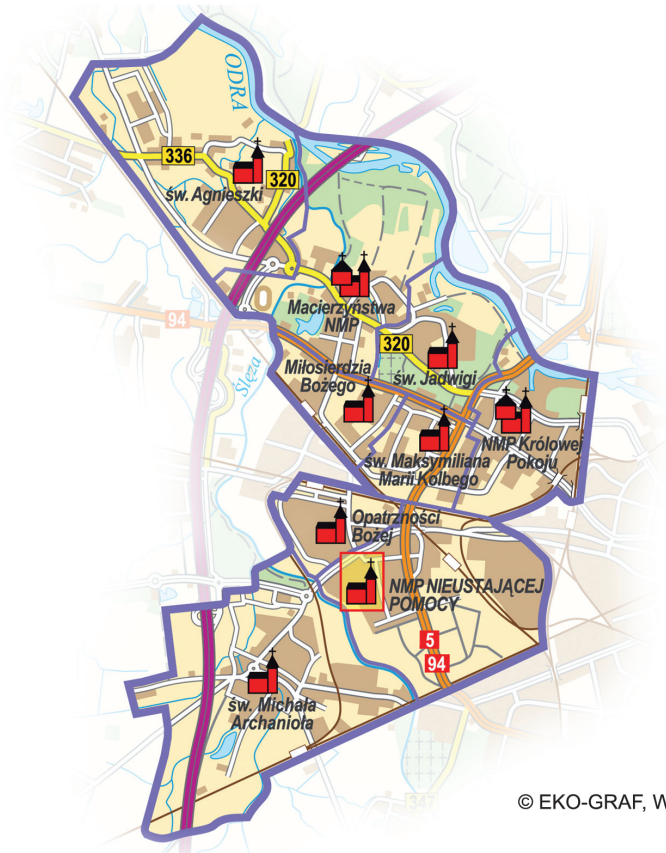 ODRA
336
320
św. Agnieszki
Macierzyństwa
NMP
94
320
Ślęza
Miłosierdzia
Bożego
św. Jadwigi
NMP Królowej
Pokoju
św. Maksymiliana
Marii Kolbego
Opatrzności
Bożej
NMP NIEUSTAJĄCEJ
POMOCY
5
94
św. Michała
Archanioła
347
© EKO-GRAF, W